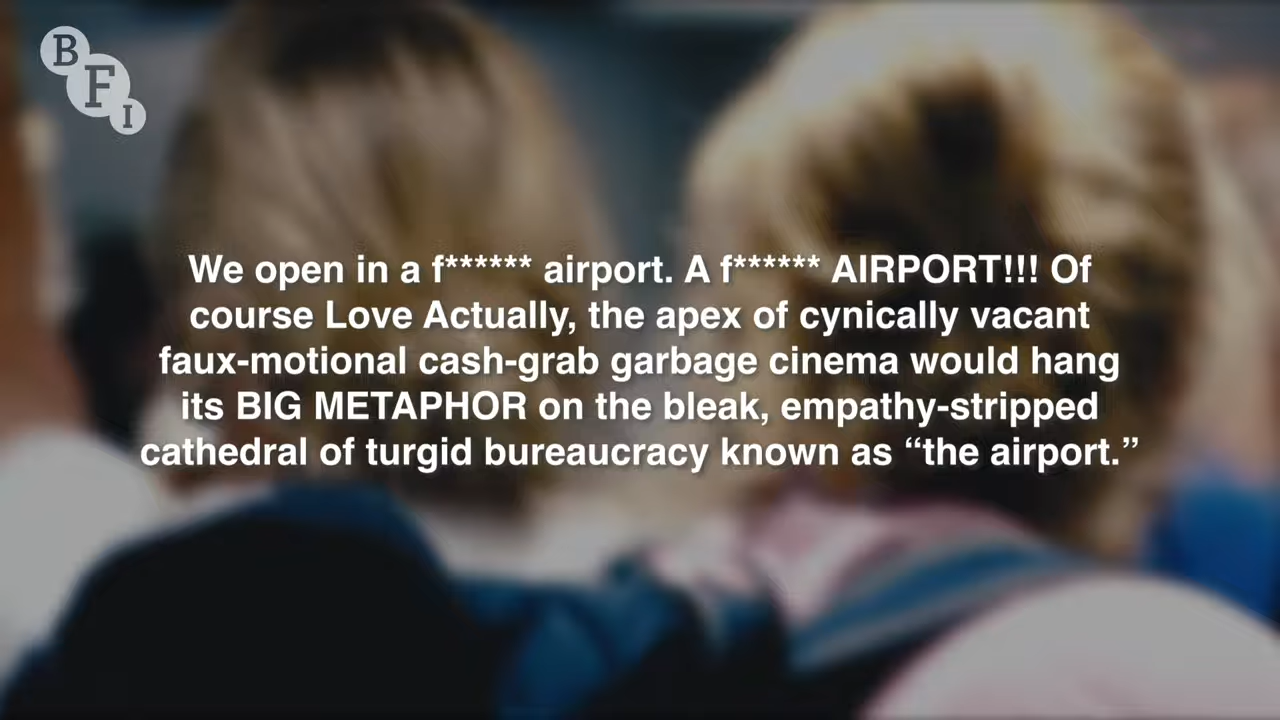 BFI
We open in a f****** airport. A f****** AIRPORT!!! Of
course Love Actually, the apex of cynically vacant
faux-motional cash-grab garbage cinema would hang
its BIG METAPHOR on the bleak, empathy-stripped
cathedral of turgid bureaucracy known as “the airport.”